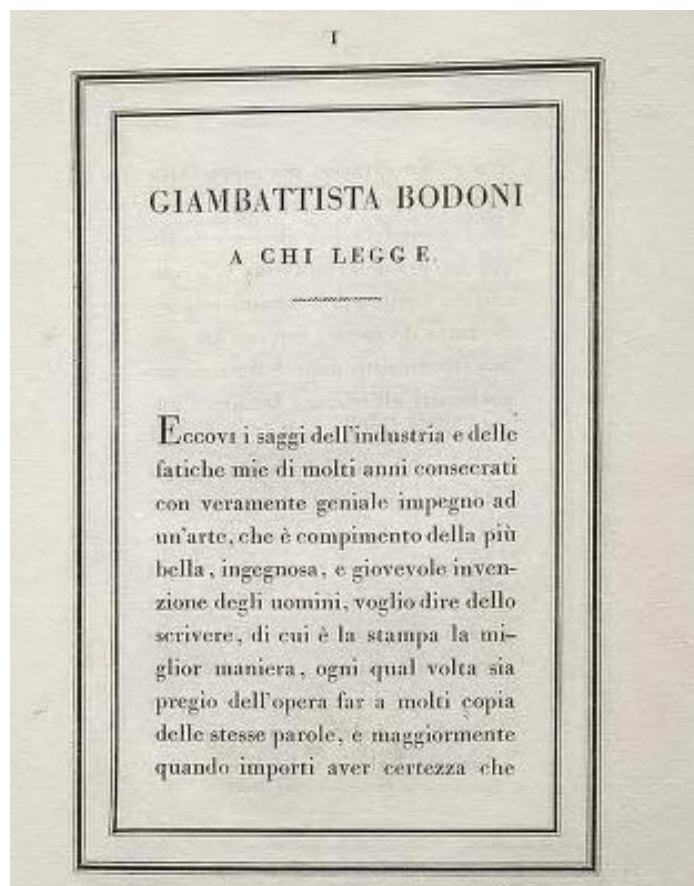 I
GIAMBATTISTA BODONI
A CHI LEGGE.
Eccovi i saggi dell'industria e delle
fatiche mie di molti anni consecrati
con veramente geniale impegno ad
un'arte, che è compimento della più
bella, ingegnosa, e giovevole inven-
zione degli uomini, voglio dire dello
scrivere, di cui è la stampa la mi-
glior maniera, ogni qual volta sia
pregio dell'opera far a molti copia
delle stesse parole, e maggiormente
quando importi aver certezza che